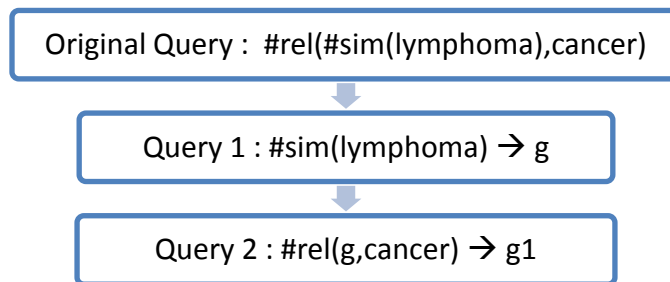 Original Query : #rel(#sim(lymphoma),cancer)
Query 1 : #sim(lymphoma) → g
Query 2 : #rel(g,cancer) → g1